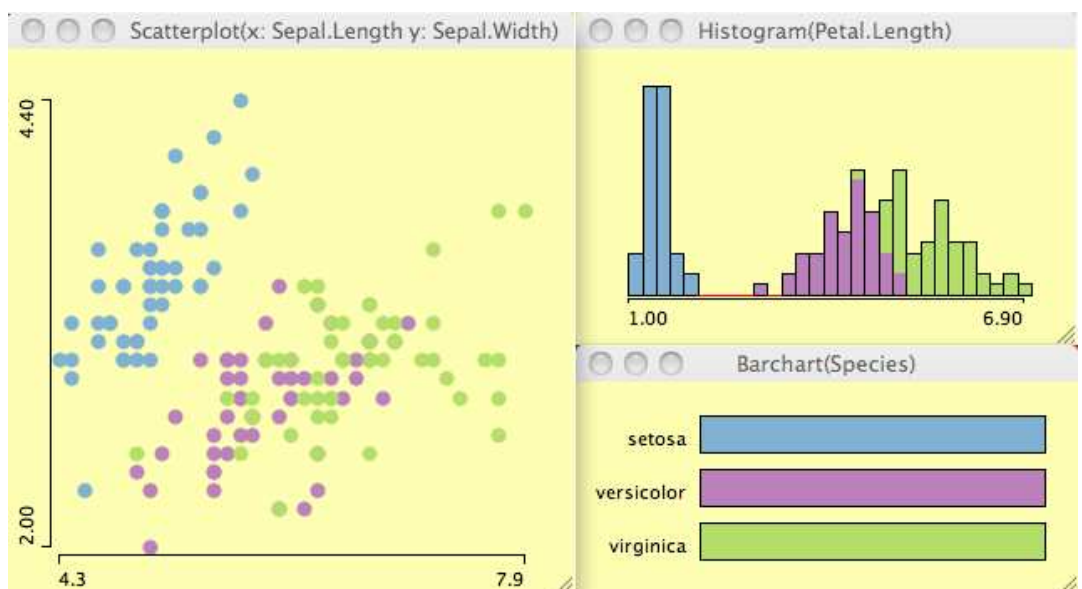 Scatterplot(x: Sepal.Length y: Sepal.Width)
4.40
2.00
4.3
7.9
Histogram(Petal.Length)
1.00
6.90
Barchart(Species)
setosa
versicolor
virginica